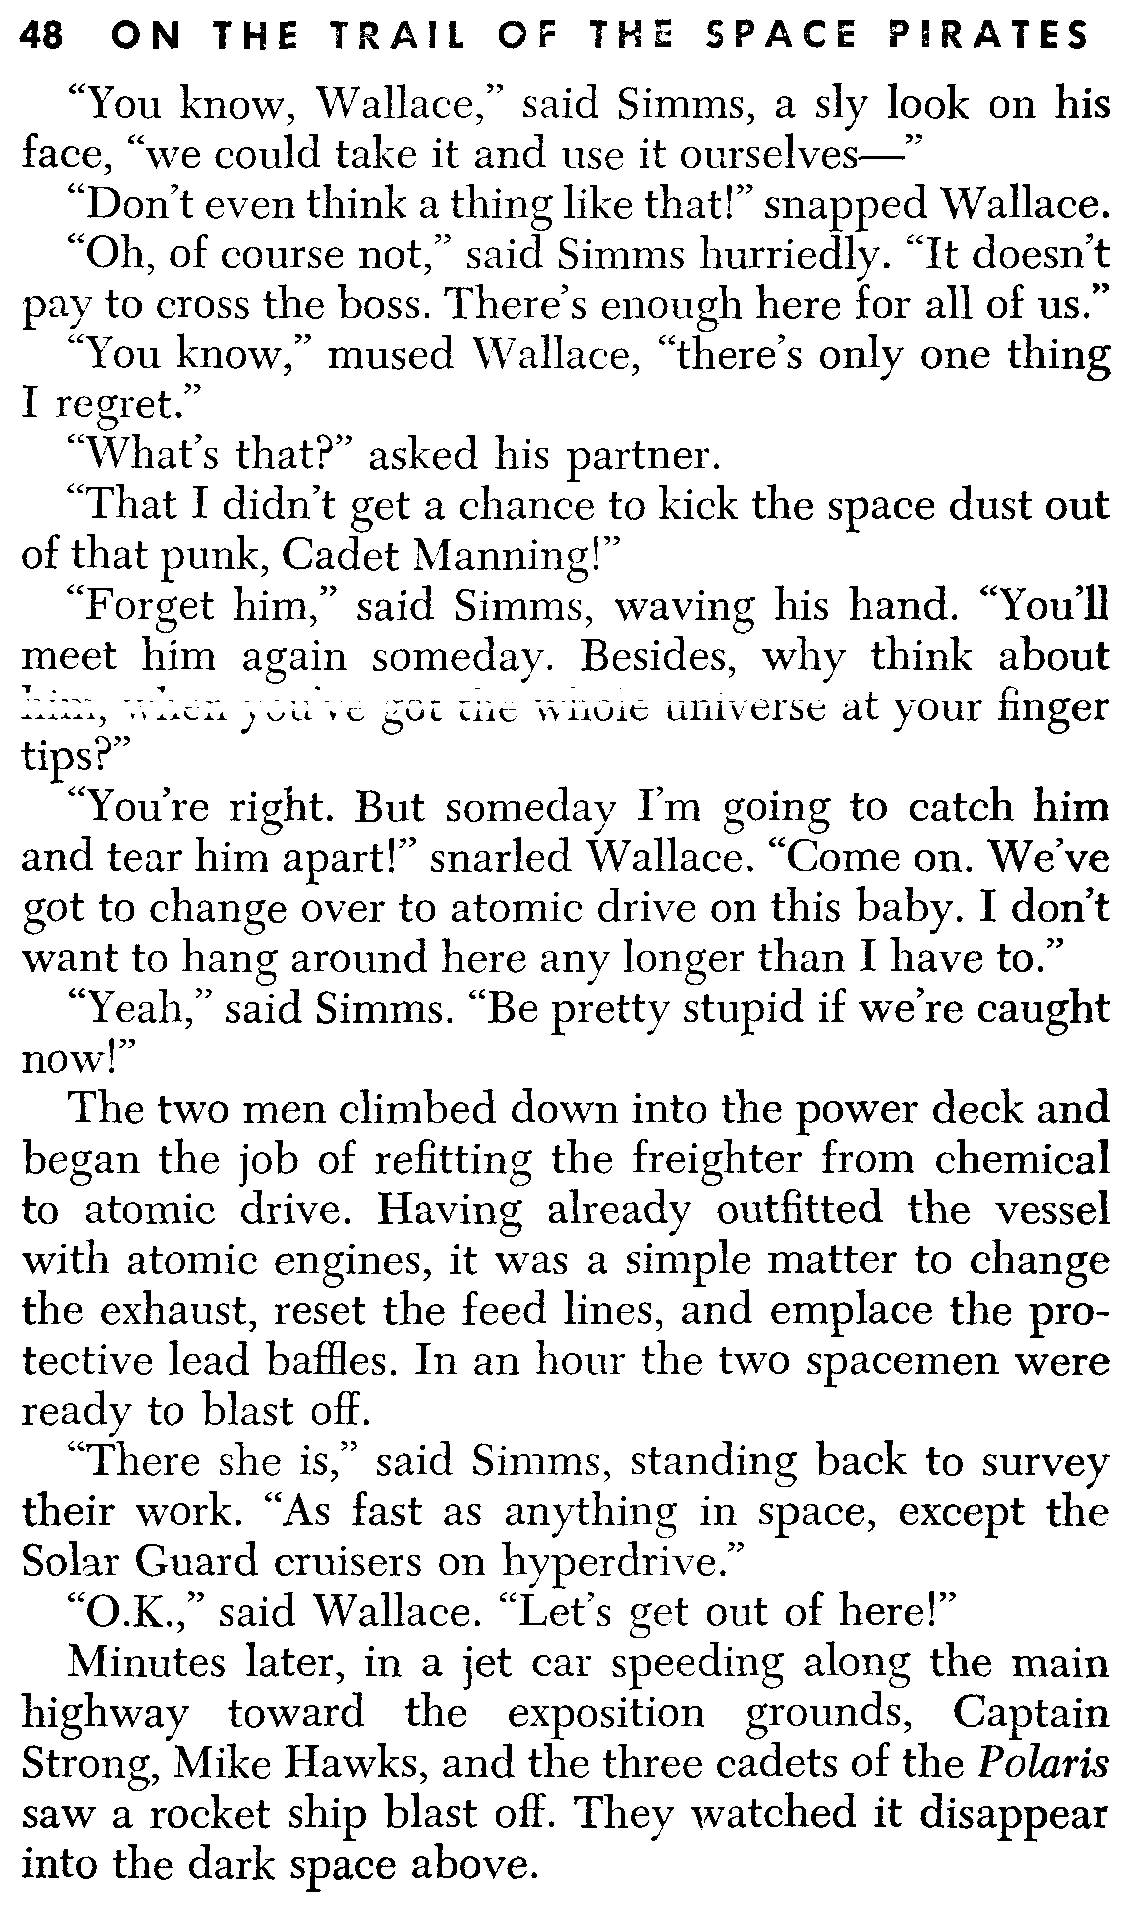 48 ON THE TRAIL OF THE SPACE PIRATES
“You know, Wallace,” said Simms, a sly look on his
face, “we could take it and use it ourselves—”
“Don’t even think a thing like that!” snapped Wallace.
“Oh, of course not,” said Simms hurriedly. “It doesn’t
pay to cross the boss. There’s enough here for all of us.”
“You know,” mused Wallace, “there’s only one thing
I regret.”
“What’s that?” asked his partner.
“That I didn’t get a chance to kick the space dust out
of that punk, Cadet Manning!”
“Forget him,” said Simms, waving his hand. “You’ll
meet him again someday. Besides, why think about
him, when you’ve got the whole universe at your finger
tips?”
“You’re right. But someday I’m going to catch him
and tear him apart!” snarled Wallace. “Come on. We’ve
got to change over to atomic drive on this baby. I don’t
want to hang around here any longer than I have to.”
“Yeah,” said Simms. “Be pretty stupid if we’re caught
now!”
The two men climbed down into the power deck and
began the job of refitting the freighter from chemical
to atomic drive. Having already outfitted the vessel
with atomic engines, it was a simple matter to change
the exhaust, reset the feed lines, and emplace the pro-
tective lead baffles. In an hour the two spacemen were
ready to blast off.
“There she is,” said Simms, standing back to survey
their work. “As fast as anything in space, except the
Solar Guard cruisers on hyperdrive.”
“O.K.,” said Wallace. “Let’s get out of here!”
Minutes later, in a jet car speeding along the main
highway toward the exposition grounds, Captain
Strong, Mike Hawks, and the three cadets of the Polaris
saw a rocket ship blast off. They watched it disappear
into the dark space above.